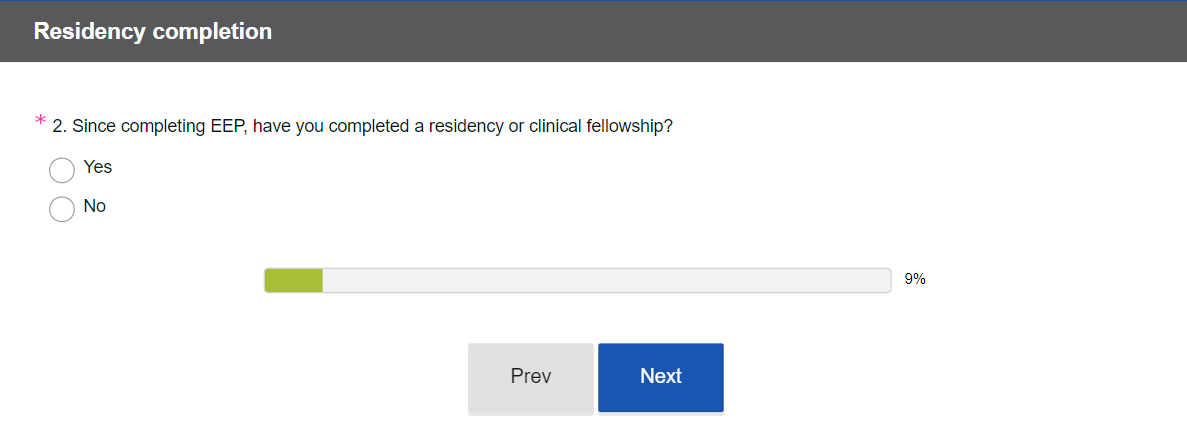 Residency completion
* 2. Since completing EEP, have you completed a residency or clinical fellowship?
Yes
No
9%
Prev
Next